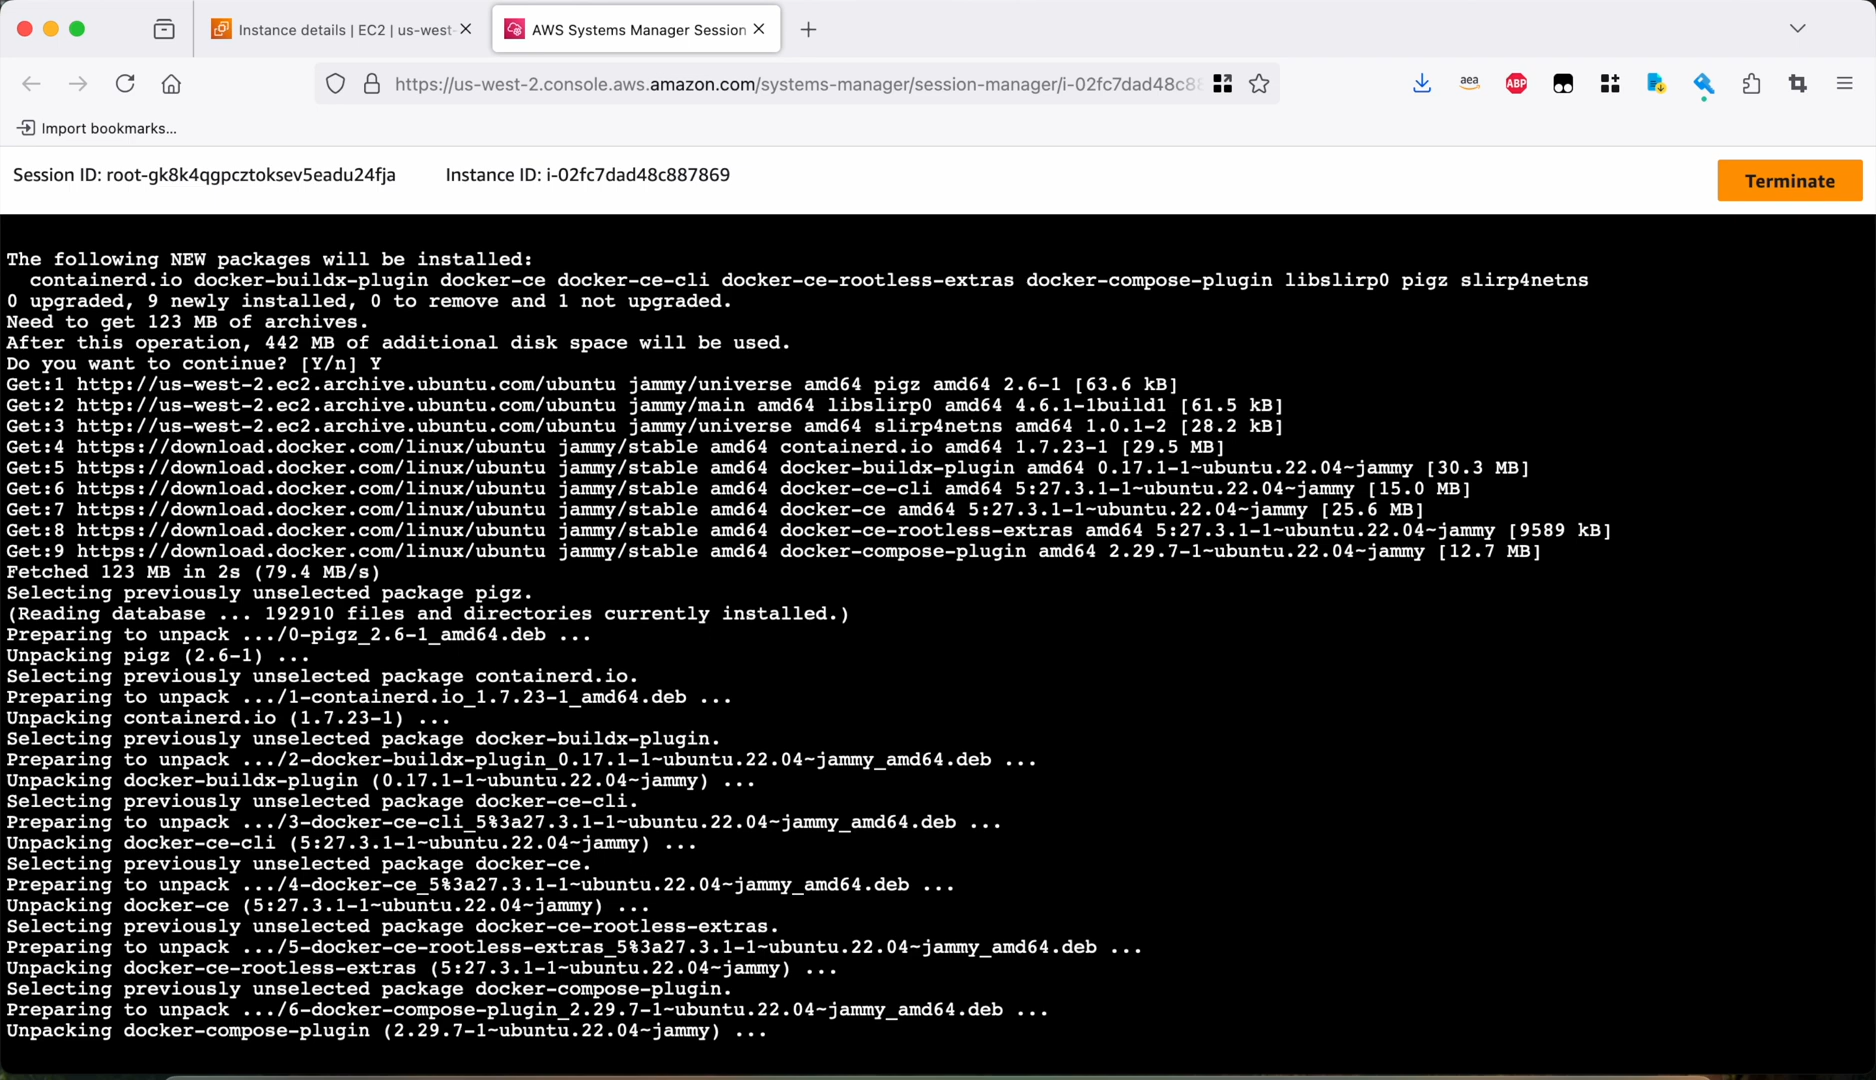 Instance details | EC2 | us-west-
AWS Systems Manager Session
https://us-west-2.console.aws.amazon.com/systems-manager/session-manager/i-02fc7dad48c88
aea
ABP
Import bookmarks...
Session ID: root-gk8k4qgpcztoksev5eadu24fja
Instance ID: i-02fc7dad48c887869
Terminate
The following NEW packages will be installed:
containerd.io docker-buildx-plugin docker-ce docker-ce-cli docker-ce-rootless-extras docker-compose-plugin libslirp0 pigz slirp4netns
0 upgraded, 9 newly installed, 0 to remove and 1 not upgraded.
Need to get 123 MB of archives.
After this operation, 442 MB of additional disk space will be used.
Do you want to continue? [Y/n] Y
Get:1 http://us-west-2.ec2.archive.ubuntu.com/ubuntu jammy/universe amd64 pigz amd64 2.6-1 [63.6 kB]
Get:2 http://us-west-2.ec2.archive.ubuntu.com/ubuntu jammy/main amd64 libslirp0 amd64 4.6.1-1build1 [61.5 kB]
Get:3 http://us-west-2.ec2.archive.ubuntu.com/ubuntu jammy/universe amd64 slirp4netns amd64 1.0.1-2 [28.2 kB]
Get:4 https://download.docker.com/linux/ubuntu jammy/stable amd64 containerd.io amd64 1.7.23-1 [29.5 MB]
Get:5 https://download.docker.com/linux/ubuntu jammy/stable amd64 docker-buildx-plugin amd64 0.17.1-1~ubuntu.22.04~jammy [30.3 MB]
Get:6 https://download.docker.com/linux/ubuntu jammy/stable amd64 docker-ce-cli amd64 5:27.3.1-1~ubuntu.22.04~jammy [15.0 MB]
Get:7 https://download.docker.com/linux/ubuntu jammy/stable amd64 docker-ce amd64 5:27.3.1-1~ubuntu.22.04~jammy [25.6 MB]
Get:8 https://download.docker.com/linux/ubuntu jammy/stable amd64 docker-ce-rootless-extras amd64 5:27.3.1-1~ubuntu.22.04~jammy [9589 kB]
Get:9 https://download.docker.com/linux/ubuntu jammy/stable amd64 docker-compose-plugin amd64 2.29.7-1~ubuntu.22.04~jammy [12.7 MB]
Fetched 123 MB in 2s (79.4 MB/s)
Selecting previously unselected package pigz.
(Reading database ... 192910 files and directories currently installed.)
Preparing to unpack .../0-pigz_2.6-1_amd64.deb ...
Unpacking pigz (2.6-1) ...
Selecting previously unselected package containerd.io.
Preparing to unpack .../1-containerd.io_1.7.23-1_amd64.deb ...
Unpacking containerd.io (1.7.23-1) ...
Selecting previously unselected package docker-buildx-plugin.
Preparing to unpack .../2-docker-buildx-plugin_0.17.1-1~ubuntu.22.04~jammy_amd64.deb ...
Unpacking docker-buildx-plugin (0.17.1-1~ubuntu.22.04~jammy) ...
Selecting previously unselected package docker-ce-cli.
Preparing to unpack .../3-docker-ce-cli_5%3a27.3.1-1~ubuntu.22.04~jammy_amd64.deb ...
Unpacking docker-ce-cli (5:27.3.1-1~ubuntu.22.04~jammy) ...
Selecting previously unselected package docker-ce.
Preparing to unpack .../4-docker-ce_5%3a27.3.1-1~ubuntu.22.04~jammy_amd64.deb ...
Unpacking docker-ce (5:27.3.1-1~ubuntu.22.04~jammy) ...
Selecting previously unselected package docker-ce-rootless-extras.
Preparing to unpack .../5-docker-ce-rootless-extras_5%3a27.3.1-1~ubuntu.22.04~jammy_amd64.deb ...
Unpacking docker-ce-rootless-extras (5:27.3.1-1~ubuntu.22.04~jammy) ...
Selecting previously unselected package docker-compose-plugin.
Preparing to unpack .../6-docker-compose-plugin_2.29.7-1~ubuntu.22.04~jammy_amd64.deb ...
Unpacking docker-compose-plugin (2.29.7-1~ubuntu.22.04~jammy) ...